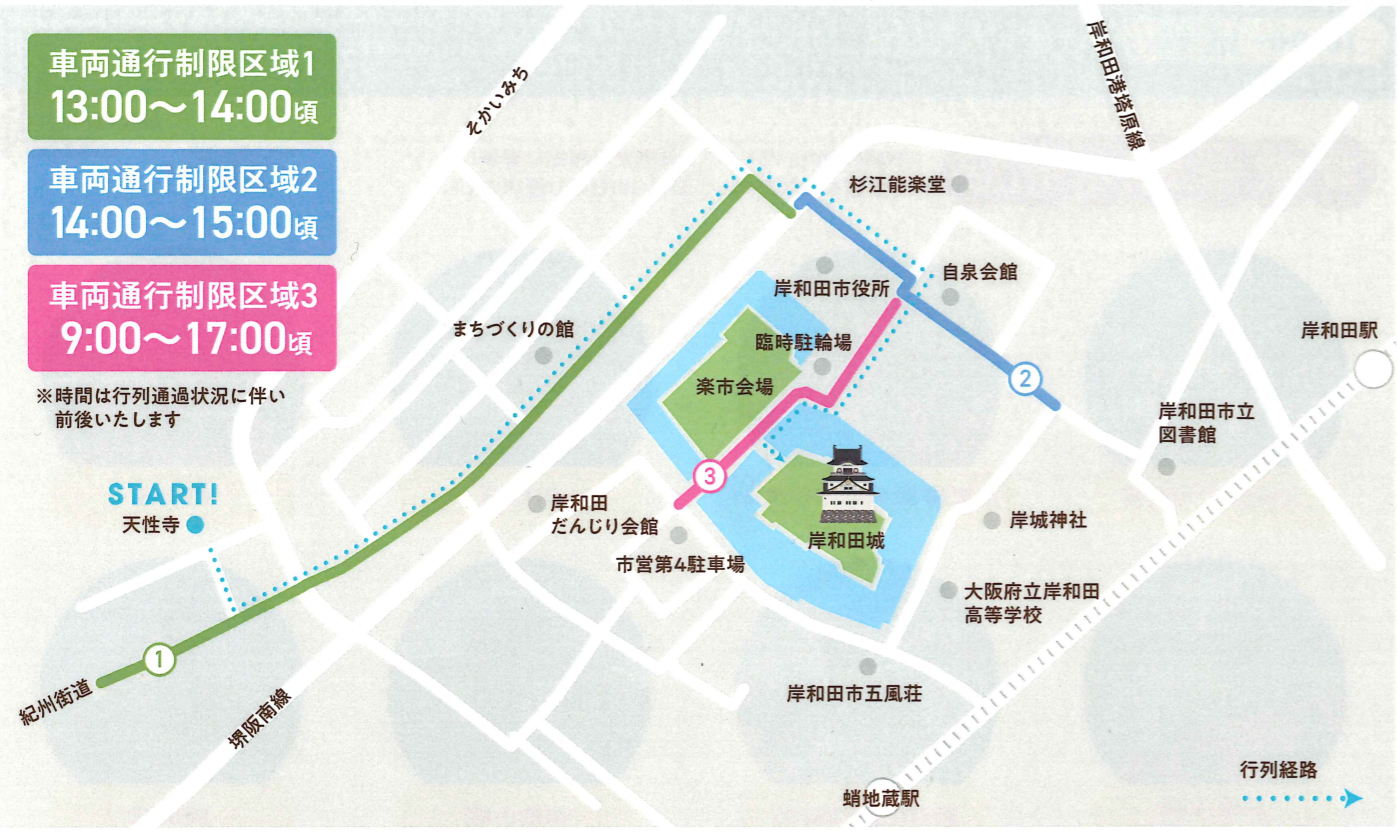 車両通行制限区域1
13:00〜14:00頃
車両通行制限区域2
14:00〜15:00頃
車両通行制限区域3
9:00〜17:00頃
※時間は行列通過状況に伴い
前後いたします
そかいみち
岸和田港塔原線
杉江能楽堂
自泉会館
岸和田市役所
岸和田駅
まちづくりの館
臨時駐輪場
楽市会場
2
岸和田市立
図書館
3
START!
天性寺
岸和田
だんじり会館
岸城神社
岸和田城
市営第4駐車場
大阪府立岸和田
高等学校
1
紀州街道
堺阪南線
岸和田市五風荘
蛸地蔵駅
行列経路